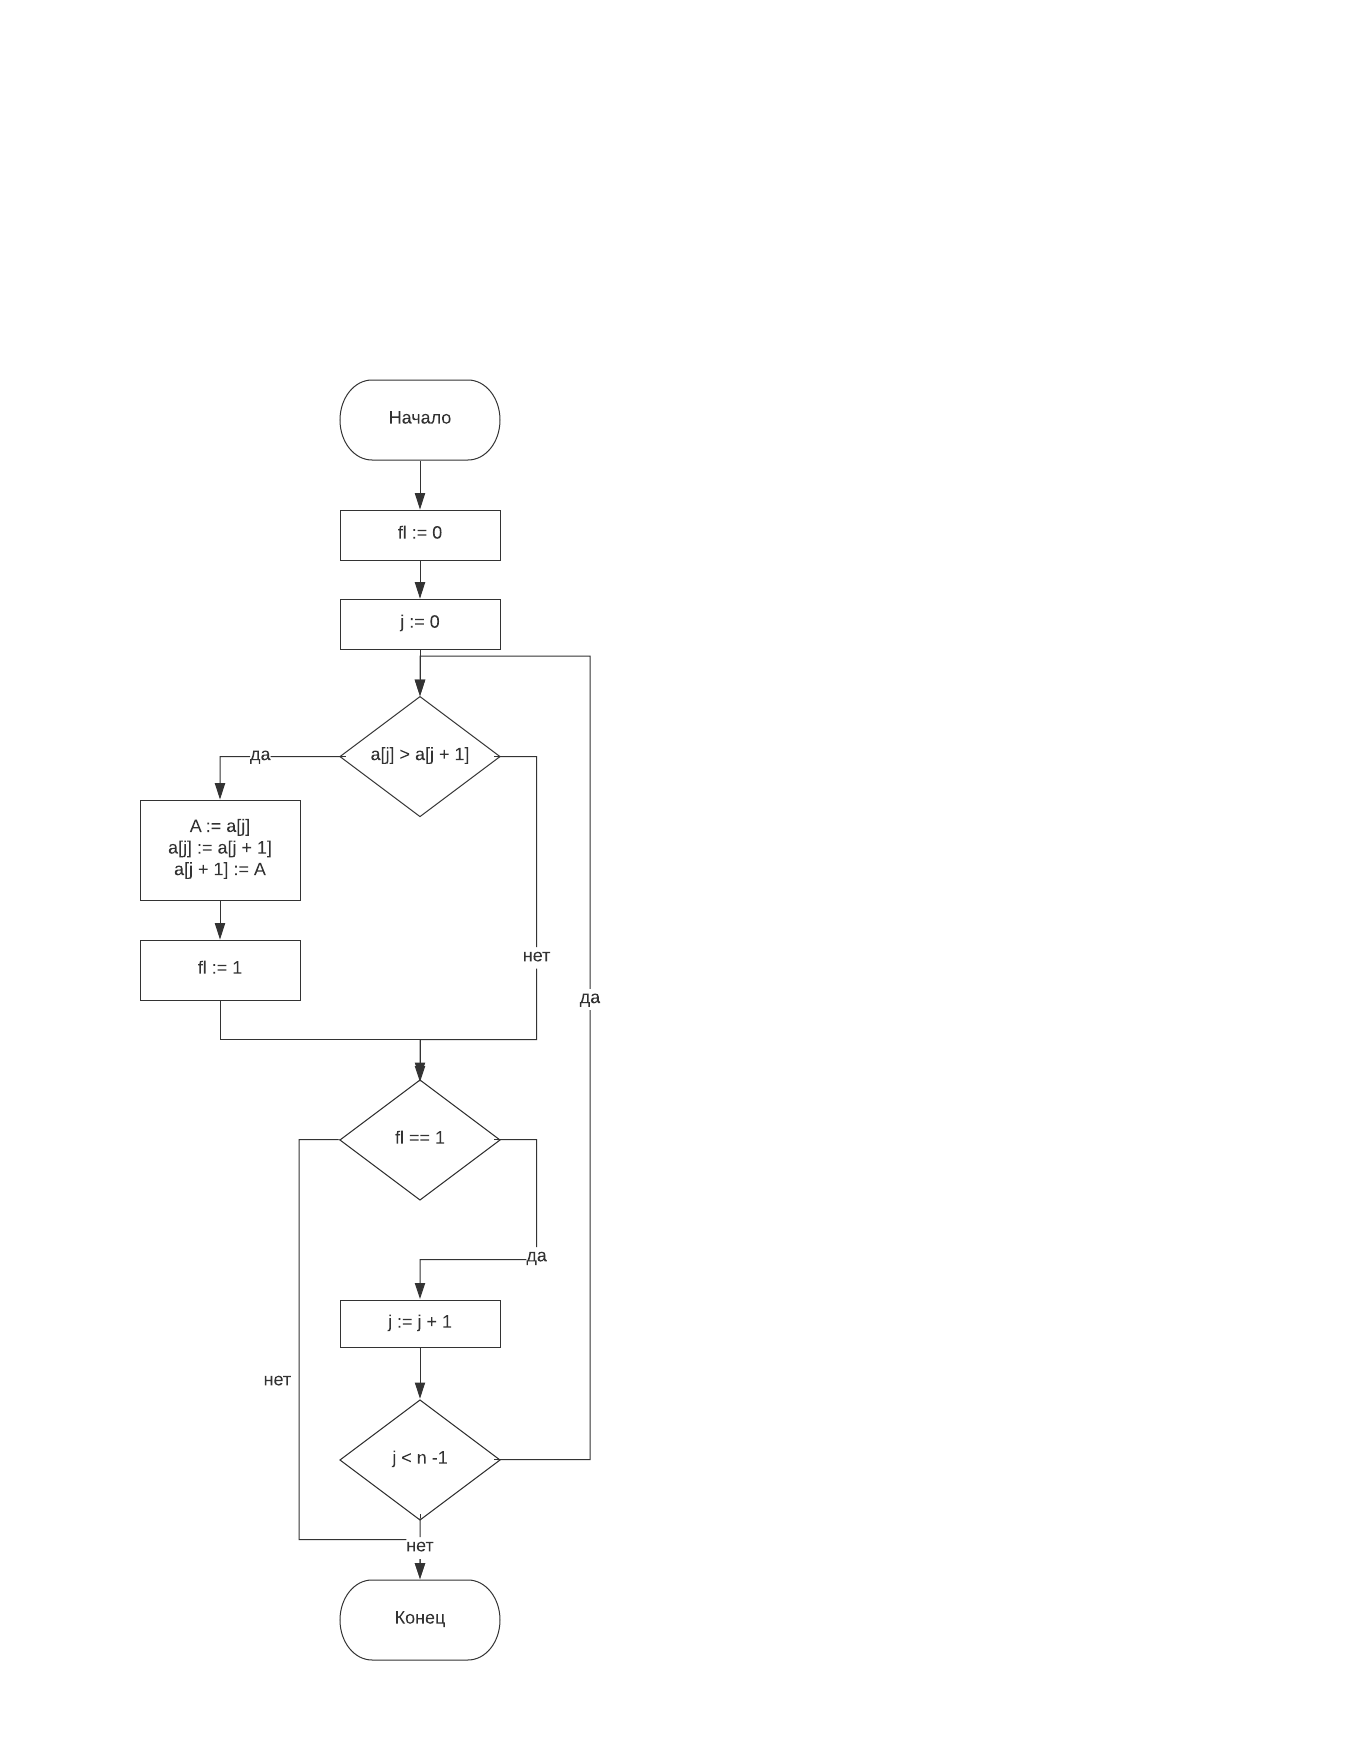 Начало
fl := 0
j := 0
a[j] > a[j + 1]
да
A := a[j]
a[j] := a[j + 1]
a[j + 1] := A
нет
fl := 1
да
fl == 1
да
j := j + 1
нет
j < n -1
нет
Конец